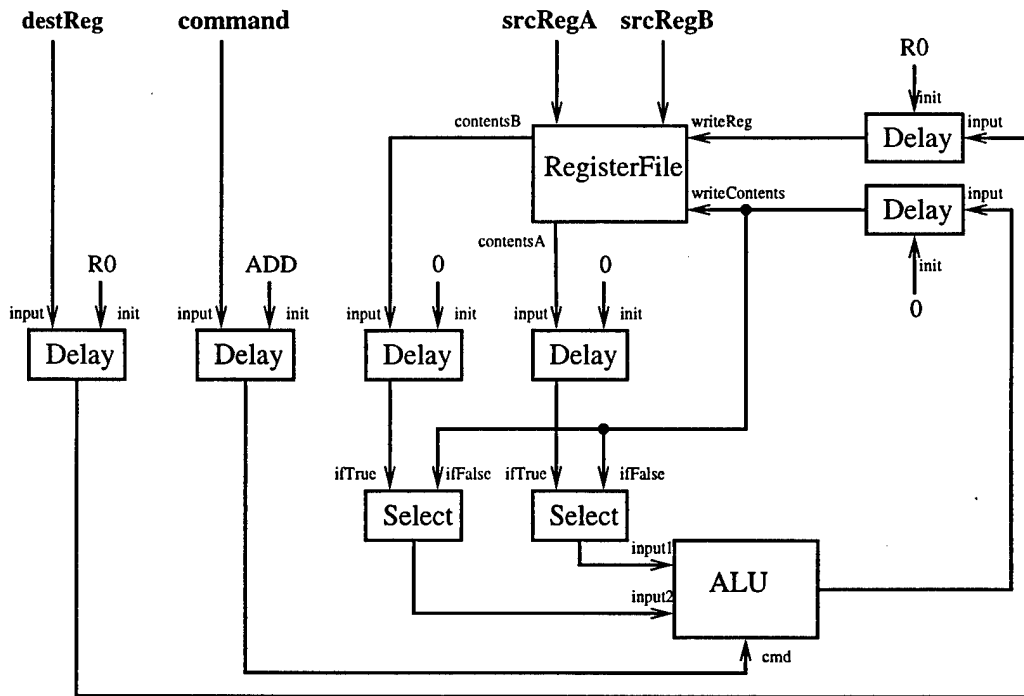 destReg
command
srcRegA
srcRegB
R0
init
contentsB
writeReg
Delay
input
RegisterFile
writeContents
Delay
input
contentsA
init
0
R0
ADD
0
0
input
init
input
init
input
init
input
init
Delay
Delay
Delay
Delay
ifTrue
ifFalse
ifTrue
ifFalse
Select
Select
input1
ALU
input2
cmd